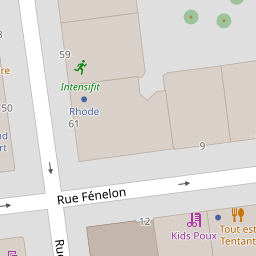 59
Intensifit
Rhode
61
50
9
Rue Fénelon
12
Kids Poux
Tout est
Tentant